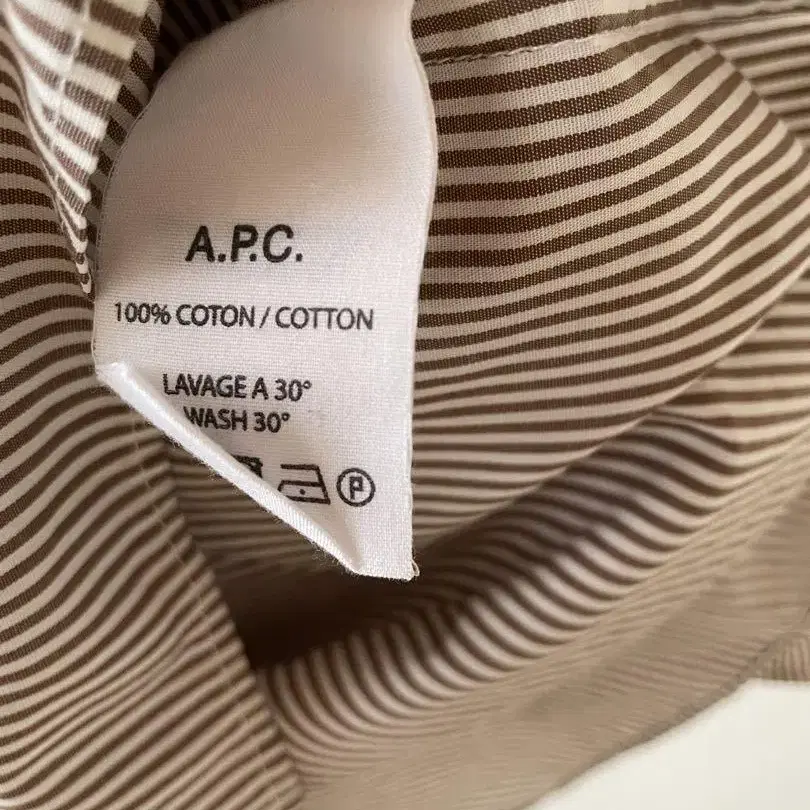 A.P.C.
100% COTON / COTTON
LAVAGE A 30°
WASH 30°
P